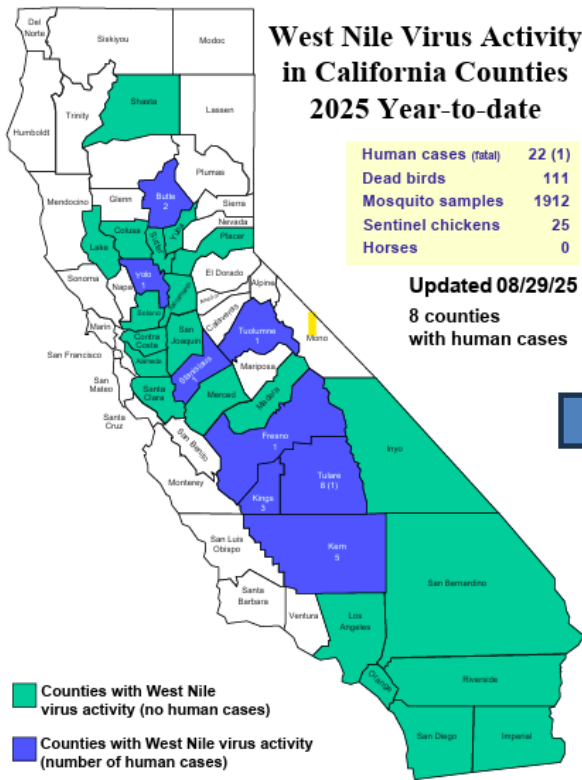 West Nile Virus Activity
in California Counties
2025 Year-to-date
Human cases (fatal) 22 (1)
Dead birds 111
Mosquito samples 1912
Sentinel chickens 25
Horses 0
Updated 08/29/25
8 counties
with human cases
Del
Norte
Siskiyou
Modoc
Humboldt
Trinity
Shasta
Lassen
Plumas
Mendocino
Glenn
Butte
2
Sierra
Nevada
Lake
Colusa
Sutter
Yuba
Placer
Sonoma
Napa
Yolo
1
El Dorado
Alpine
Sacramento
Solano
Calaveras
Marin
Contra
Costa
San
Joaquin
Tuolumne
1
Mono
San Francisco
Alameda
Stanislaus
1
Mariposa
San
Mateo
Santa
Clara
Merced
Madera
Santa
Cruz
San Benito
Fresno
1
Inyo
Monterey
Kings
3
Tulare
8 (1)
San Luis
Obispo
Kern
5
San Bernardino
Santa
Barbara
Ventura
Los
Angeles
Orange
Riverside
San Diego
Imperial
Counties with West Nile
virus activity (no human cases)
Counties with West Nile virus activity
(number of human cases)